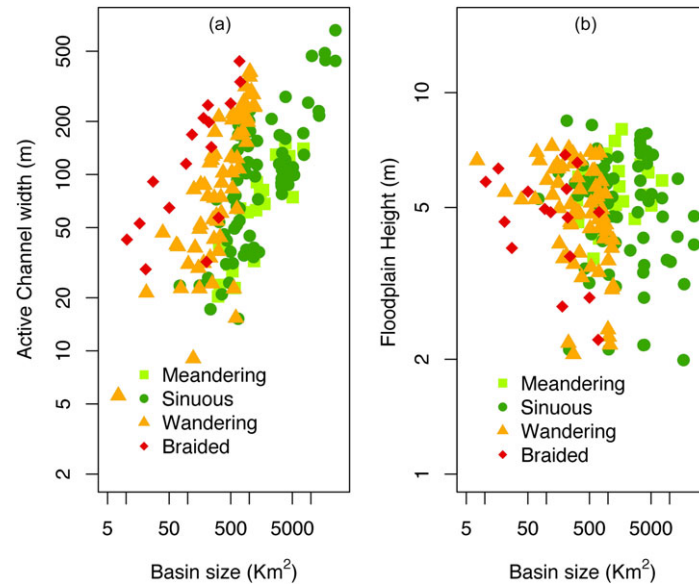 (a)
Active Channel width (m)
500
200
100
50
20
10
5
2
Meandering
Sinuous
Wandering
Braided
5 50 500 5000
Basin size (Km²)
(b)
Floodplain Height (m)
10
5
2
1
Meandering
Sinuous
Wandering
Braided
5 50 500 5000
Basin size (Km²)